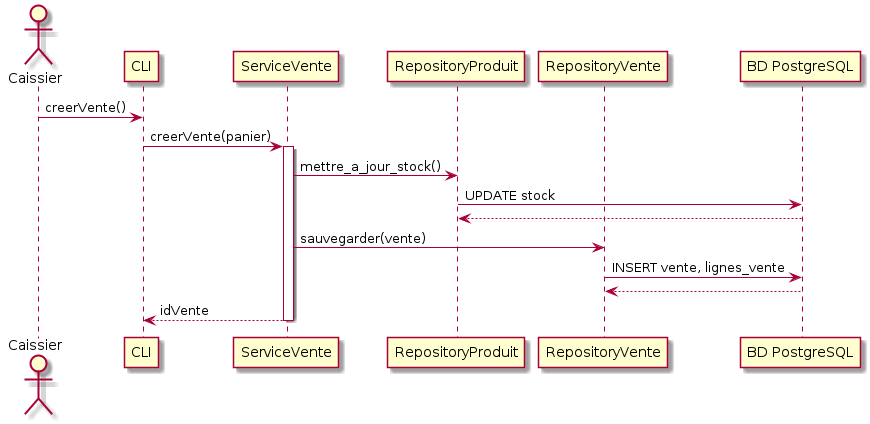 Caissier
CLI
ServiceVente
RepositoryProduit
RepositoryVente
BD PostgreSQL
creerVente()
creerVente(panier)
mettre_a_jour_stock()
UPDATE stock
sauvegarder(vente)
INSERT vente, lignes_vente
idVente
Caissier
CLI
ServiceVente
RepositoryProduit
RepositoryVente
BD PostgreSQL